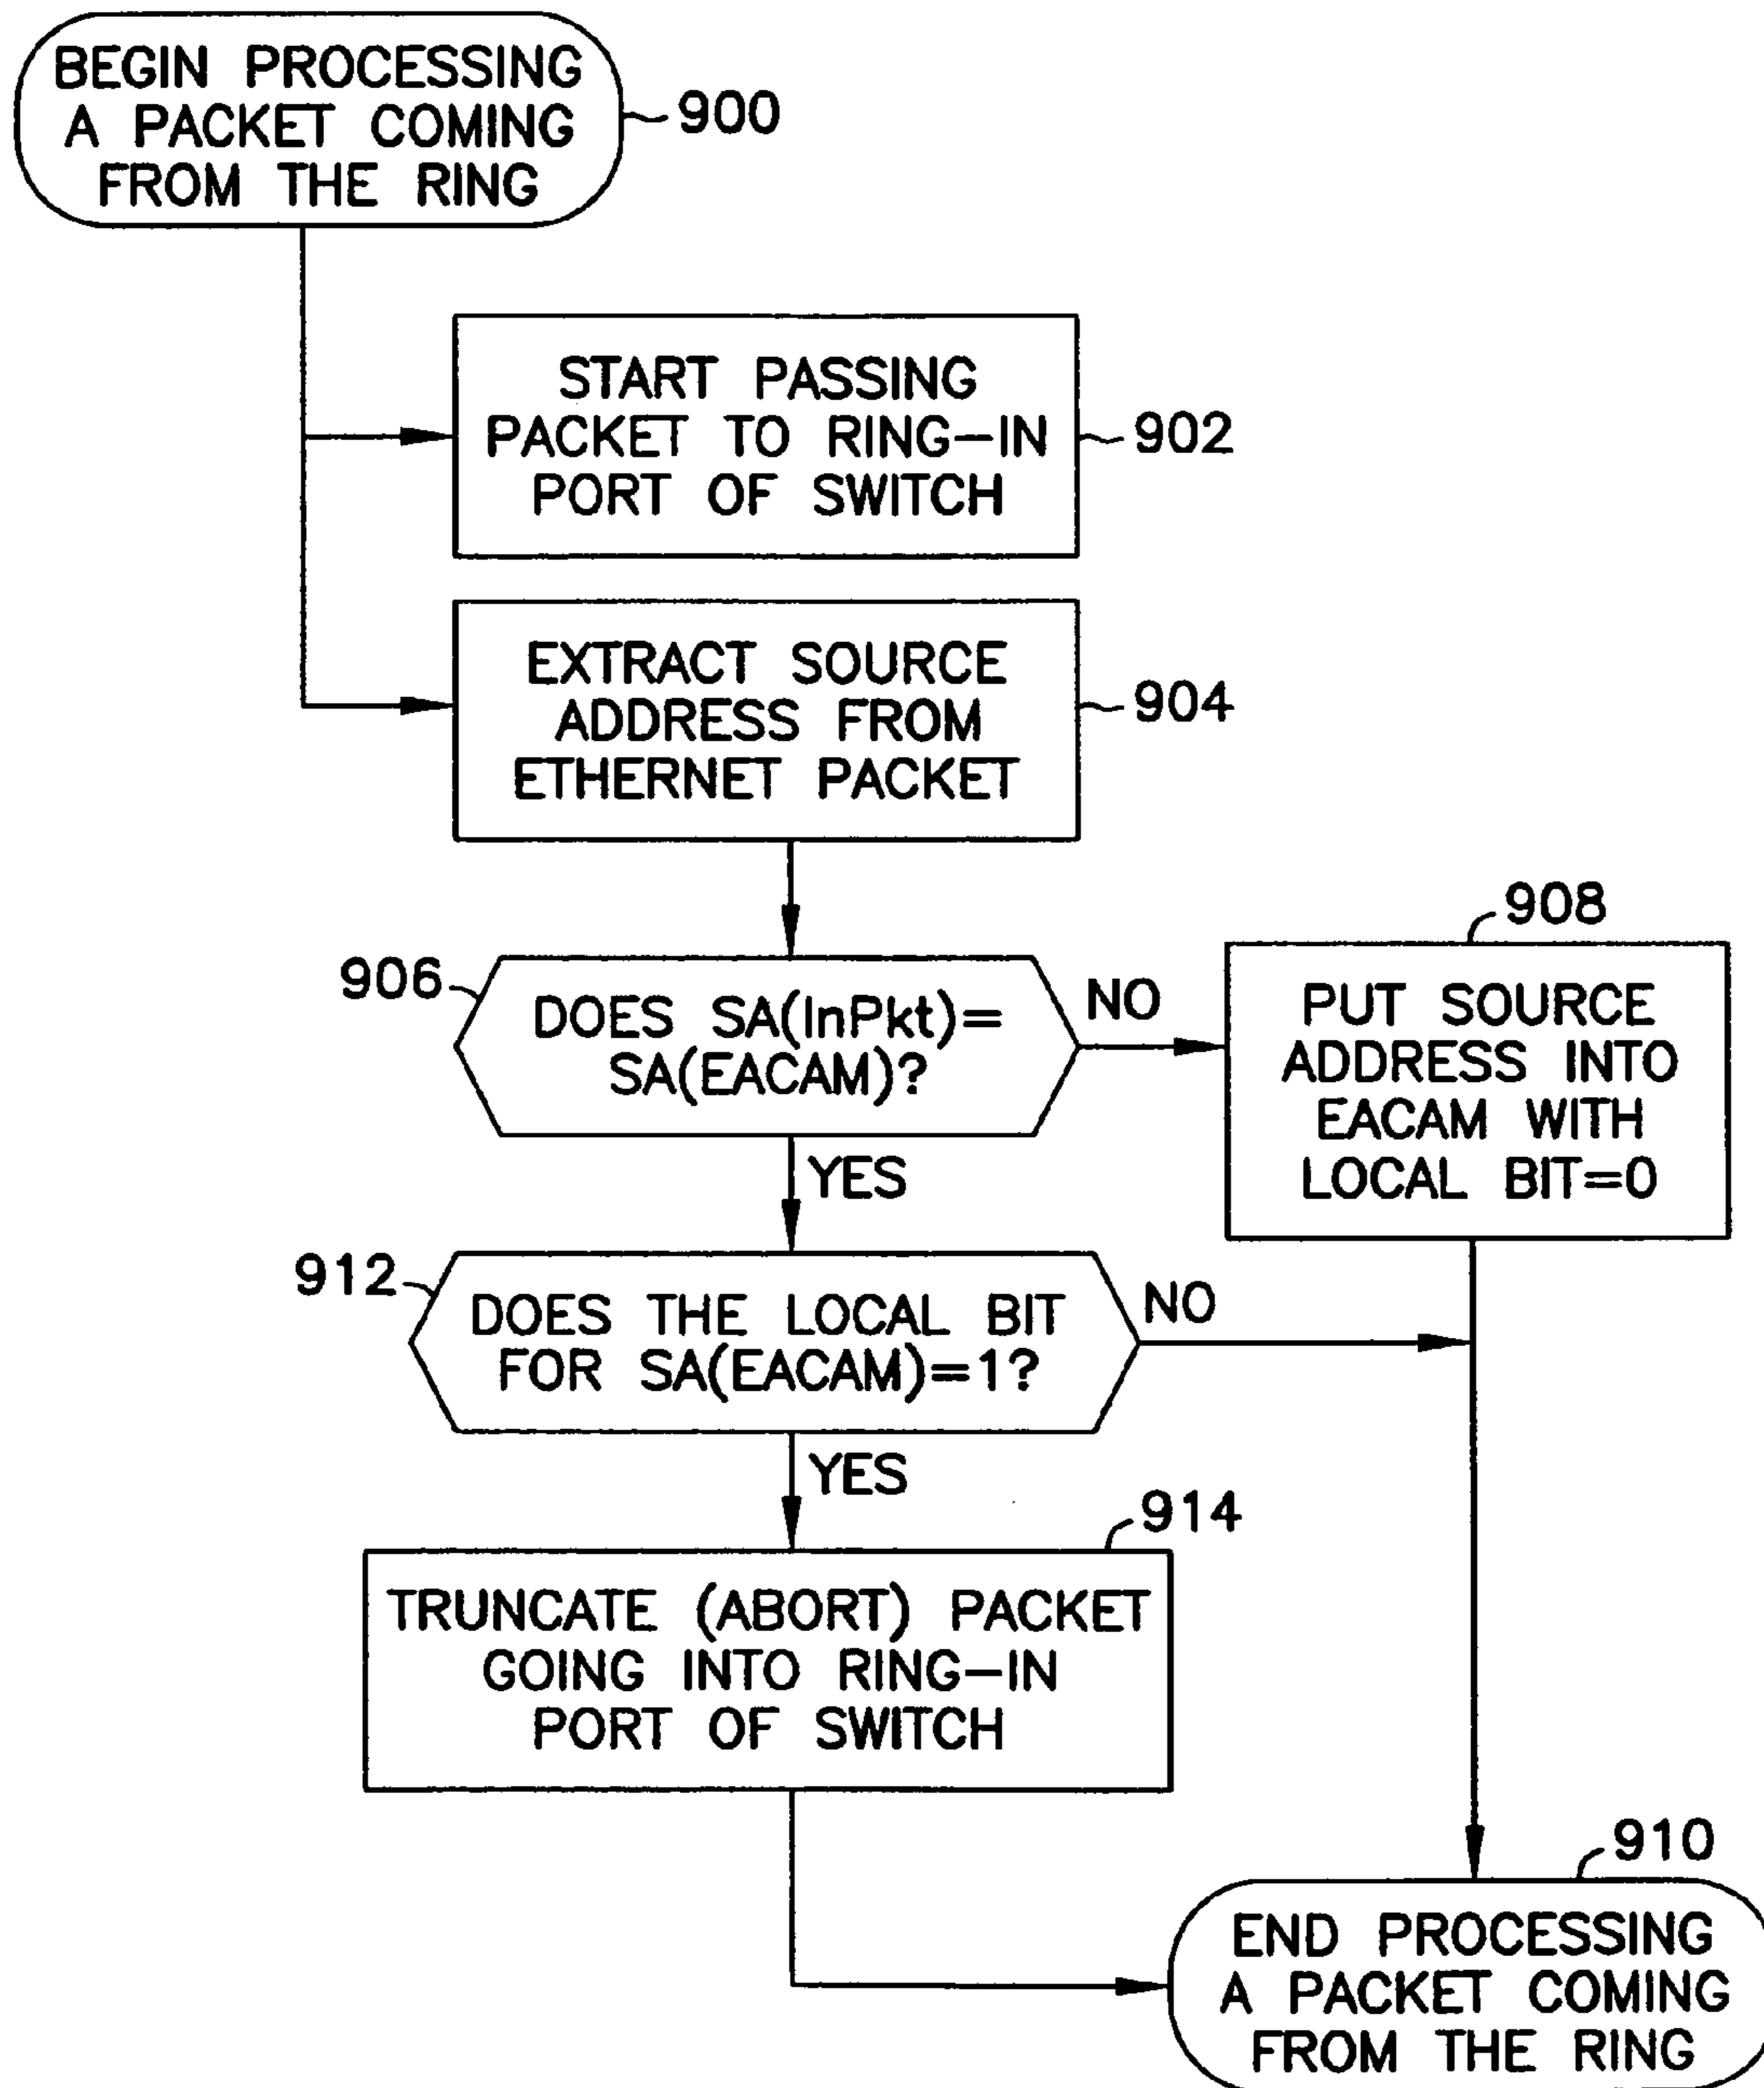 BEGIN PROCESSING
A PACKET COMING
FROM THE RING
900
START PASSING
PACKET TO RING-IN
PORT OF SWITCH
902
EXTRACT SOURCE
ADDRESS FROM
ETHERNET PACKET
904
906
DOES SA(InPkt)=
SA(EACAM)?
NO
908
PUT SOURCE
ADDRESS INTO
EACAM WITH
LOCAL BIT=0
YES
912
DOES THE LOCAL BIT
FOR SA(EACAM)=1?
NO
YES
914
TRUNCATE (ABORT) PACKET
GOING INTO RING-IN
PORT OF SWITCH
910
END PROCESSING
A PACKET COMING
FROM THE RING